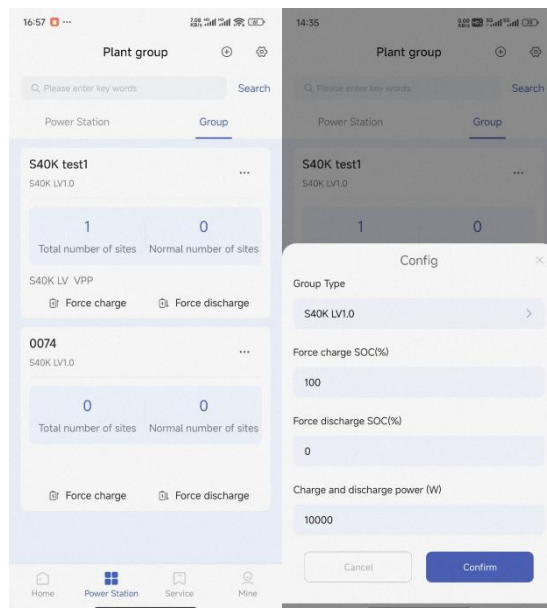 16:57
Plant group
Please enter key words
Search
Power Station
Group
S40K test1
S40K LV1.0
1
0
Total number of sites
Normal number of sites
S40K LV VPP
Force charge
Force discharge
0074
S40K LV1.0
0
0
Total number of sites
Normal number of sites
Force charge
Force discharge
Home
Power Station
Service
Mine
14:35
Plant group
Please enter key words
Search
Power Station
Group
S40K test1
S40K LV1.0
1
0
Config
Group Type
S40K LV1.0
Force charge SOC(%)
100
Force discharge SOC(%)
0
Charge and discharge power (W)
10000
Cancel
Confirm